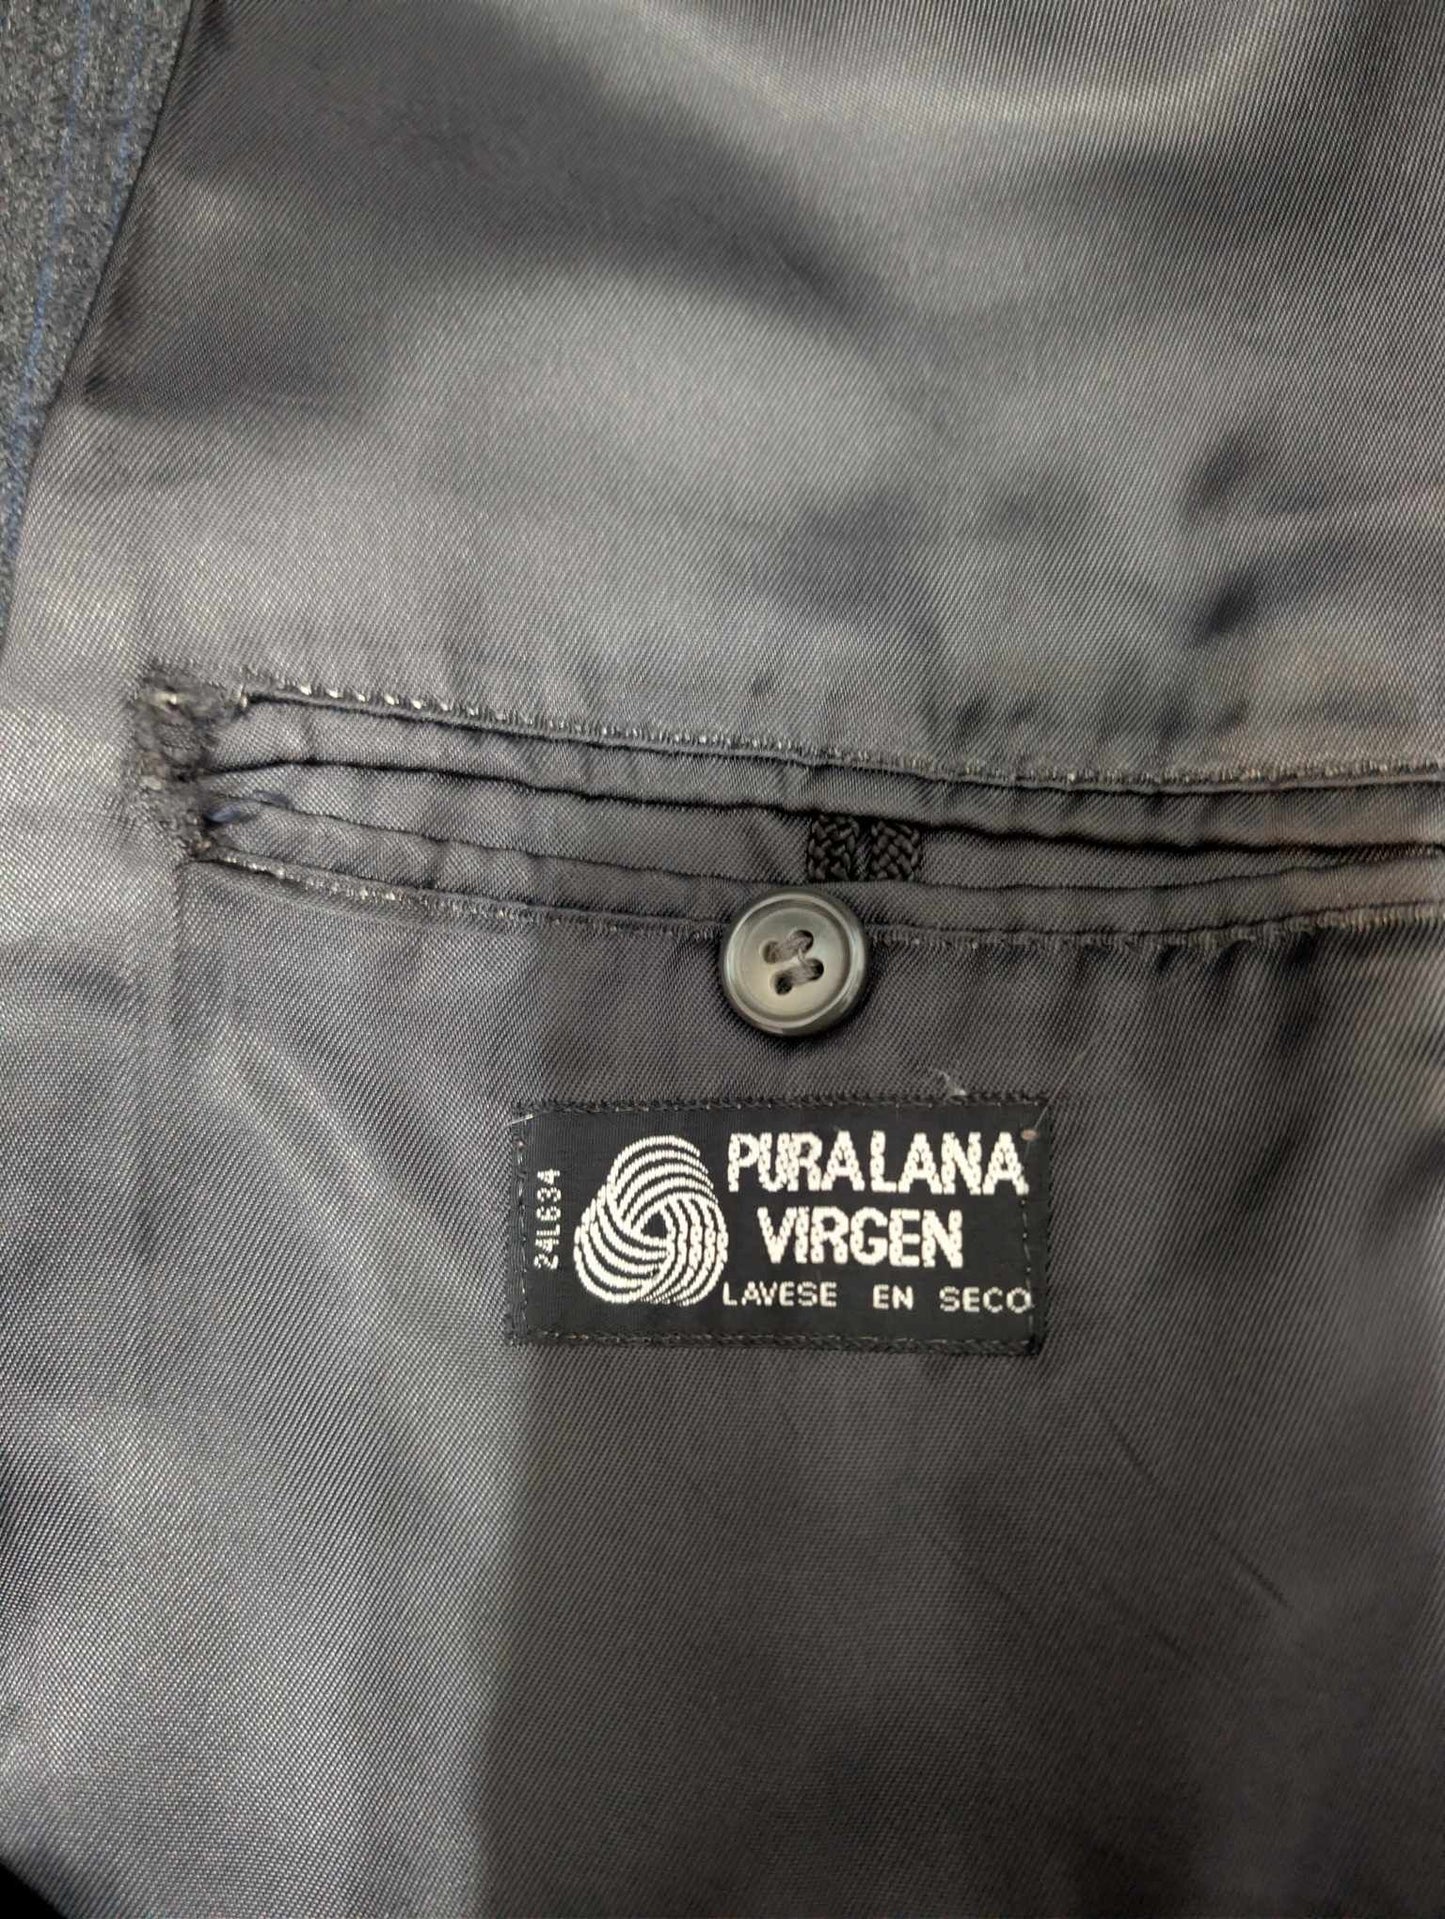 24L634
PURA LANA
VIRGEN
LAVESE EN SECO